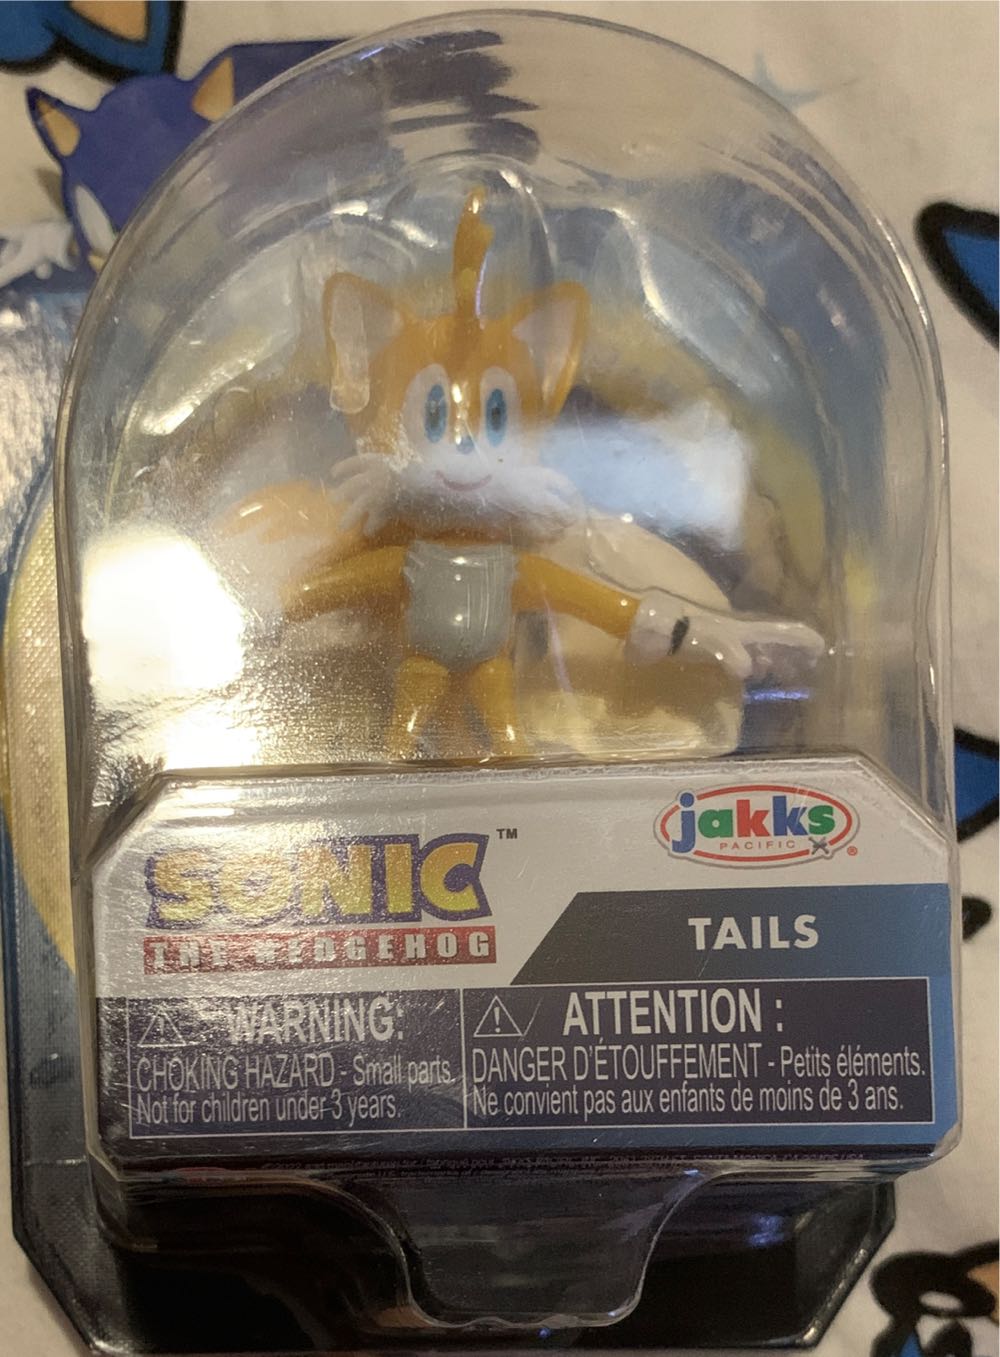 SONIC™
THE HEDGEHOG
jakks®
PACIFIC
TAILS
WARNING:
CHOKING HAZARD - Small parts.
Not for children under 3 years.
ATTENTION :
DANGER D'ÉTOUFFEMENT - Petits éléments.
Ne convient pas aux enfants de moins de 3 ans.